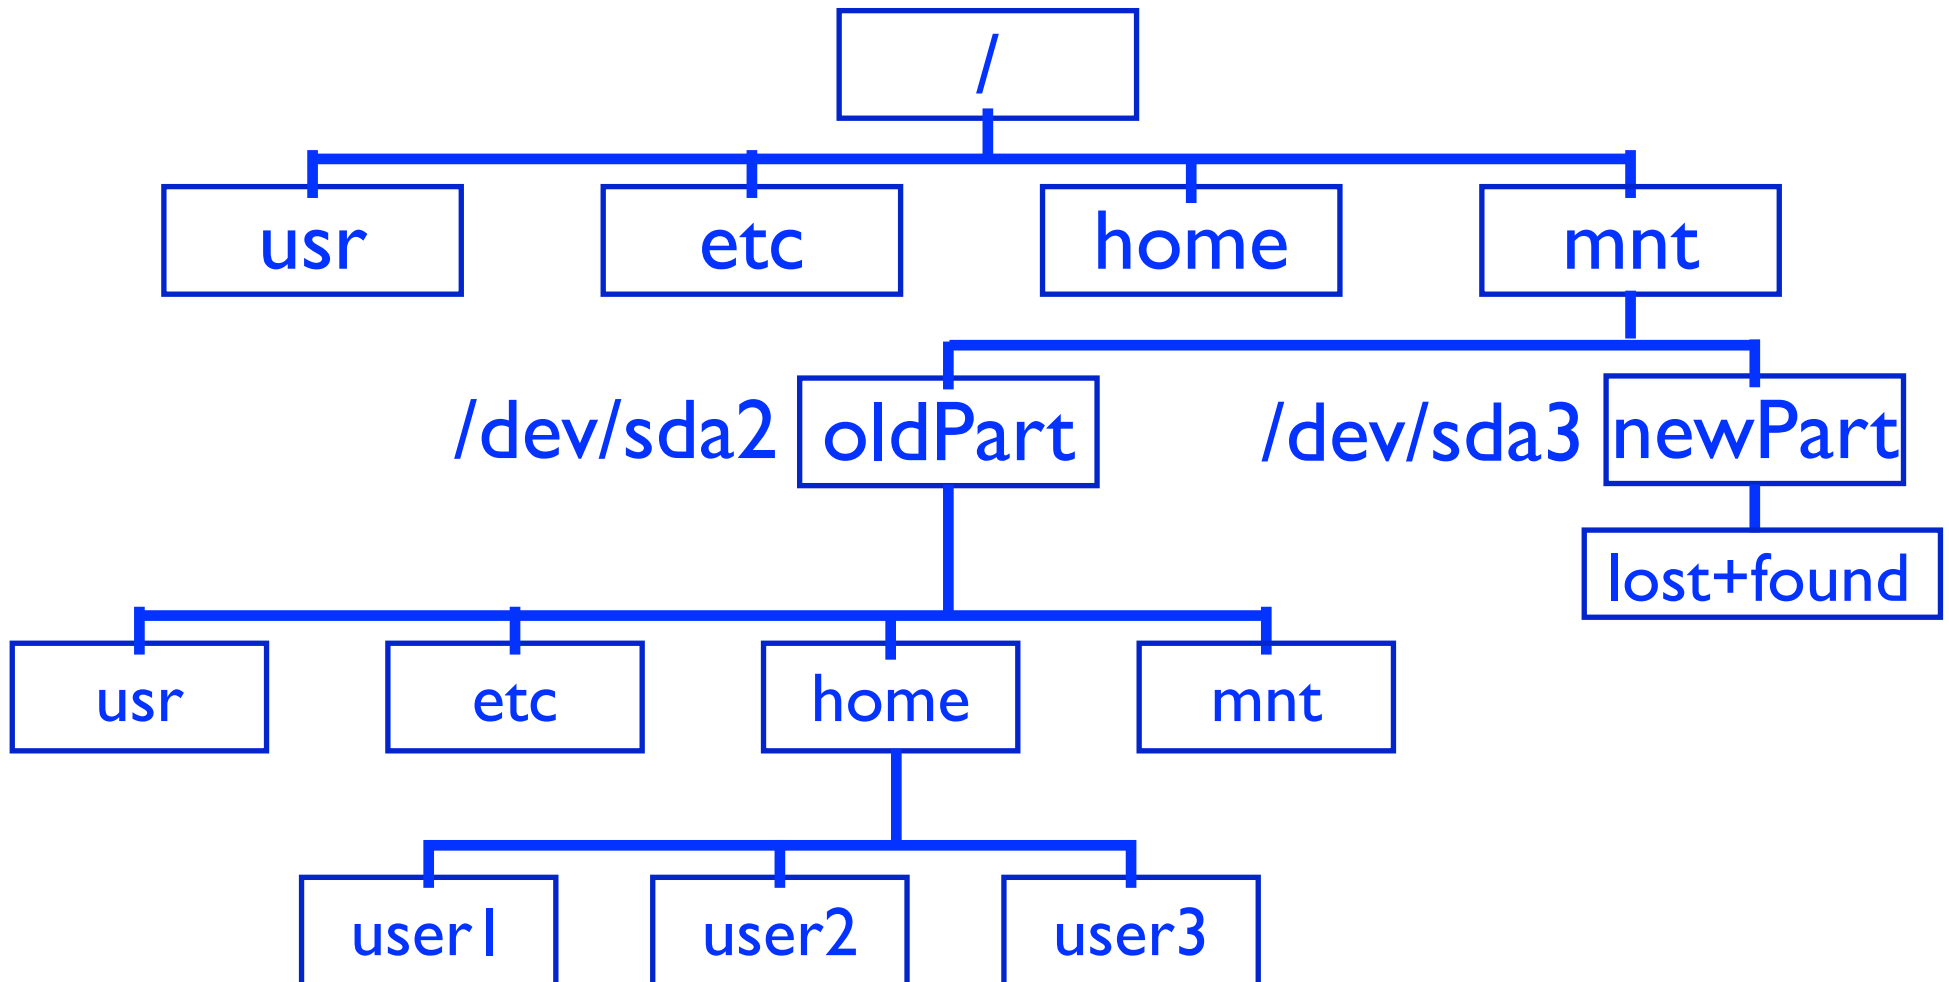 /
usr
etc
home
mnt
/dev/sda2
oldPart
/dev/sda3
newPart
lost+found
usr
etc
home
mnt
user1
user2
user3